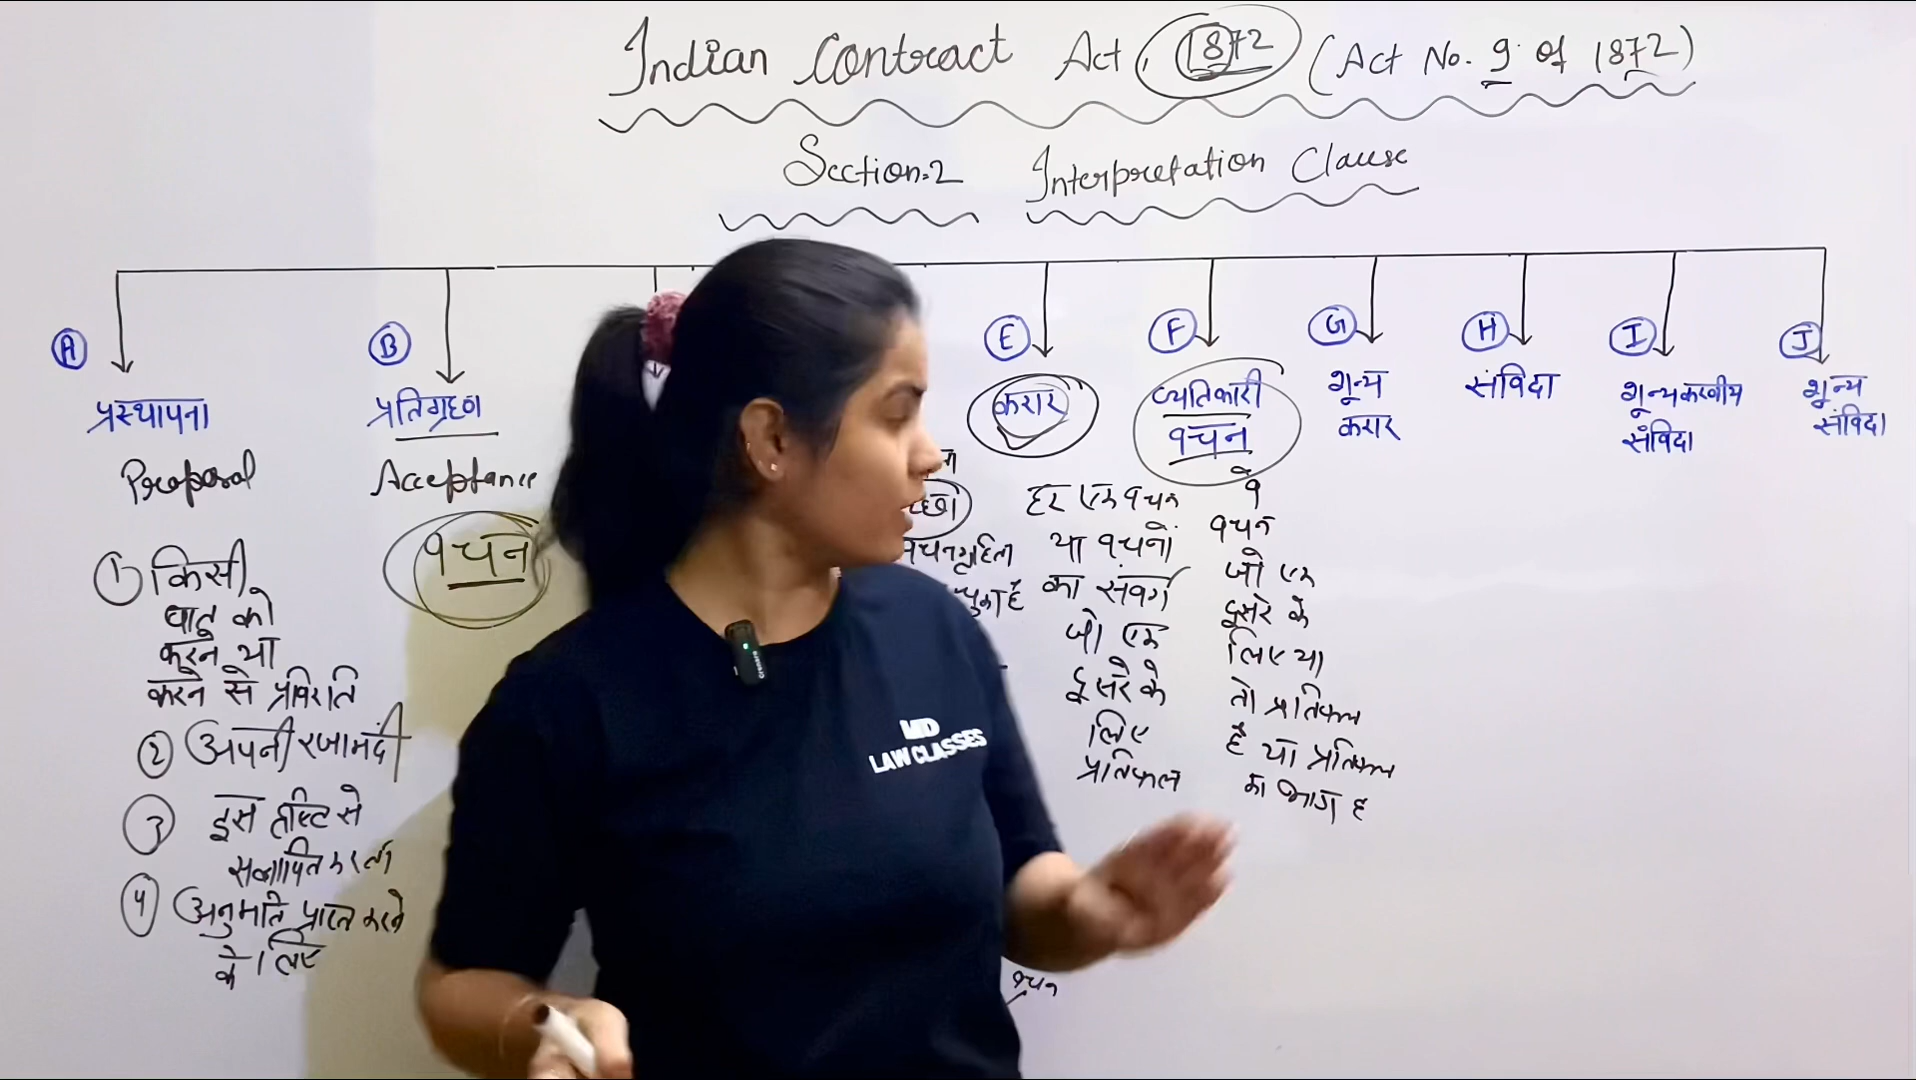 Indian Contract Act, 1872 (Act No. 9 of 1872)
Section.2 Interpretation Clause
A
प्रस्थापना
Proposal
1 किसी
बात को
करने या
करने से प्रविरति
2 अपनी रजामंदी
3 इस दृष्टि से
संज्ञापित करता
4 अनुमति प्राप्त करने
के लिए
B
प्रतिग्रहण
Acceptance
वचन
वचनगृहिता
चुका है
E
करार
हर एक वचन
या वचनों
का संवर्ग
जो एक
दूसरे के
लिए
प्रतिफल
वचन
F
व्यतिकारी
वचन
वे
वचन
जो एक
दूसरे के
लिए या
तो प्रतिफल
है या प्रतिफल
का भाग है
G
शून्य
करार
H
संविदा
I
शून्यकरणीय
संविदा
J
शून्य
संविदा
MD
LAW CLASSES